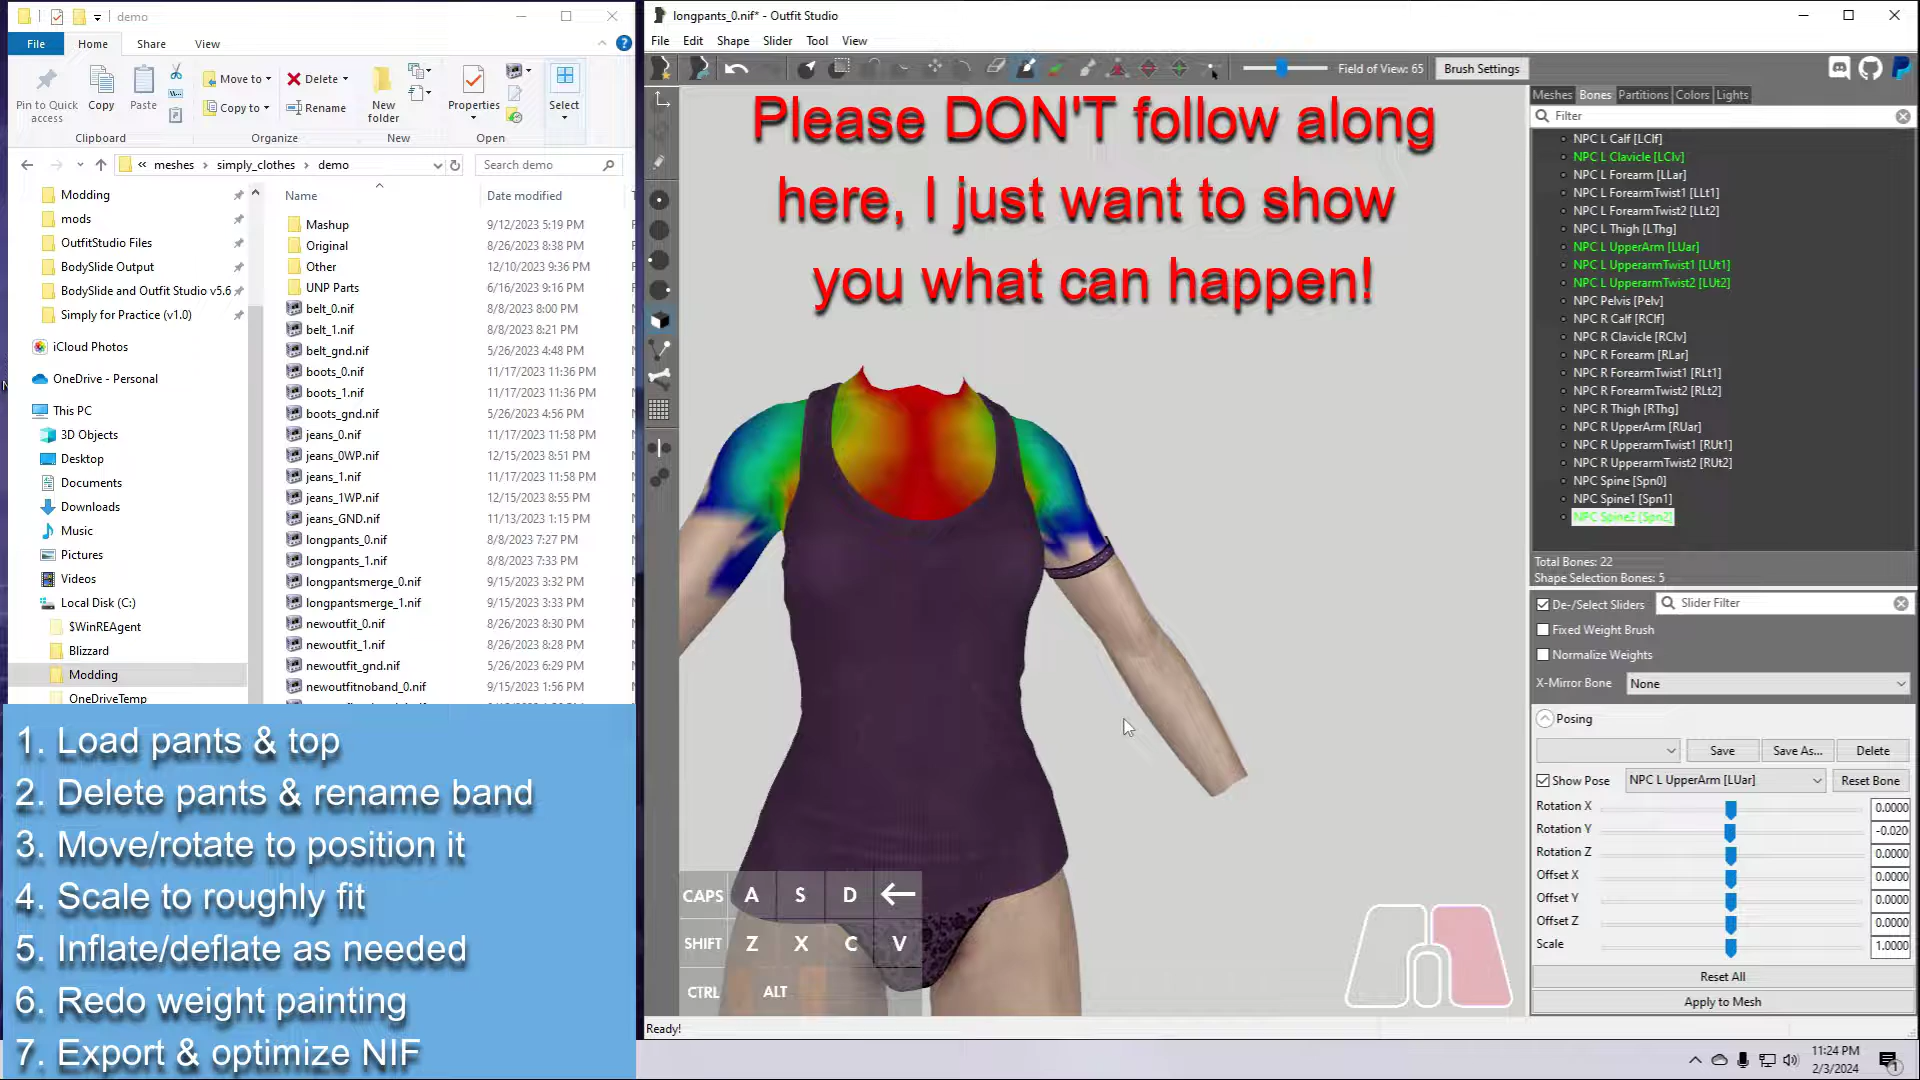 demo
File
Home
Share
View
Pin to Quick access
Copy
Paste
Move to
Copy to
Delete
Rename
New folder
Properties
Select
Clipboard
Organize
New
Open
« meshes › simply_clothes › demo
Search demo
Modding
mods
OutfitStudio Files
BodySlide Output
BodySlide and Outfit Studio v5.6
Simply for Practice (v1.0)
iCloud Photos
OneDrive - Personal
This PC
3D Objects
Desktop
Documents
Downloads
Music
Pictures
Videos
Local Disk (C:)
$WinREAgent
Blizzard
Modding
OneDriveTemp
Name Date modified
Mashup 9/12/2023 5:19 PM
Original 8/26/2023 8:38 PM
Other 12/10/2023 9:36 PM
UNP Parts 6/16/2023 9:16 PM
belt_0.nif 8/8/2023 8:00 PM
belt_1.nif 8/8/2023 8:21 PM
belt_gnd.nif 5/26/2023 4:48 PM
boots_0.nif 11/17/2023 11:36 PM
boots_1.nif 11/17/2023 11:36 PM
boots_gnd.nif 5/26/2023 4:56 PM
jeans_0.nif 11/17/2023 11:58 PM
jeans_0WP.nif 12/15/2023 8:51 PM
jeans_1.nif 11/17/2023 11:58 PM
jeans_1WP.nif 12/15/2023 8:55 PM
jeans_GND.nif 11/13/2023 1:15 PM
longpants_0.nif 8/8/2023 7:27 PM
longpants_1.nif 8/8/2023 7:33 PM
longpantsmerge_0.nif 9/15/2023 3:32 PM
longpantsmerge_1.nif 9/15/2023 3:33 PM
newoutfit_0.nif 8/26/2023 8:30 PM
newoutfit_1.nif 8/26/2023 8:28 PM
newoutfit_gnd.nif 5/26/2023 6:29 PM
newoutfitnoband_0.nif 9/15/2023 1:56 PM
1. Load pants & top
2. Delete pants & rename band
3. Move/rotate to position it
4. Scale to roughly fit
5. Inflate/deflate as needed
6. Redo weight painting
7. Export & optimize NIF
longpants_0.nif* - Outfit Studio
File Edit Shape Slider Tool View
Field of View: 65
Brush Settings
Please DON'T follow along
here, I just want to show
you what can happen!
CAPS A S D ←
SHIFT Z X C V
CTRL ALT
Ready!
Meshes Bones Partitions Colors Lights
Filter
NPC L Calf [LClf]
NPC L Clavicle [LClv]
NPC L Forearm [LLar]
NPC L ForearmTwist1 [LLt1]
NPC L ForearmTwist2 [LLt2]
NPC L Thigh [LThg]
NPC L UpperArm [LUar]
NPC L UpperarmTwist1 [LUt1]
NPC L UpperarmTwist2 [LUt2]
NPC Pelvis [Pelv]
NPC R Calf [RClf]
NPC R Clavicle [RClv]
NPC R Forearm [RLar]
NPC R ForearmTwist1 [RLt1]
NPC R ForearmTwist2 [RLt2]
NPC R Thigh [RThg]
NPC R UpperArm [RUar]
NPC R UpperarmTwist1 [RUt1]
NPC R UpperarmTwist2 [RUt2]
NPC Spine [Spn0]
NPC Spine1 [Spn1]
NPC Spine2 [Spn2]
Total Bones: 22
Shape Selection Bones: 5
De-/Select Sliders
Slider Filter
Fixed Weight Brush
Normalize Weights
X-Mirror Bone None
Posing
Save
Save As...
Delete
Show Pose NPC L UpperArm [LUar] Reset Bone
Rotation X 0.0000
Rotation Y -0.020
Rotation Z 0.0000
Offset X 0.0000
Offset Y 0.0000
Offset Z 0.0000
Scale 1.0000
Reset All
Apply to Mesh
11:24 PM
2/3/2024
1